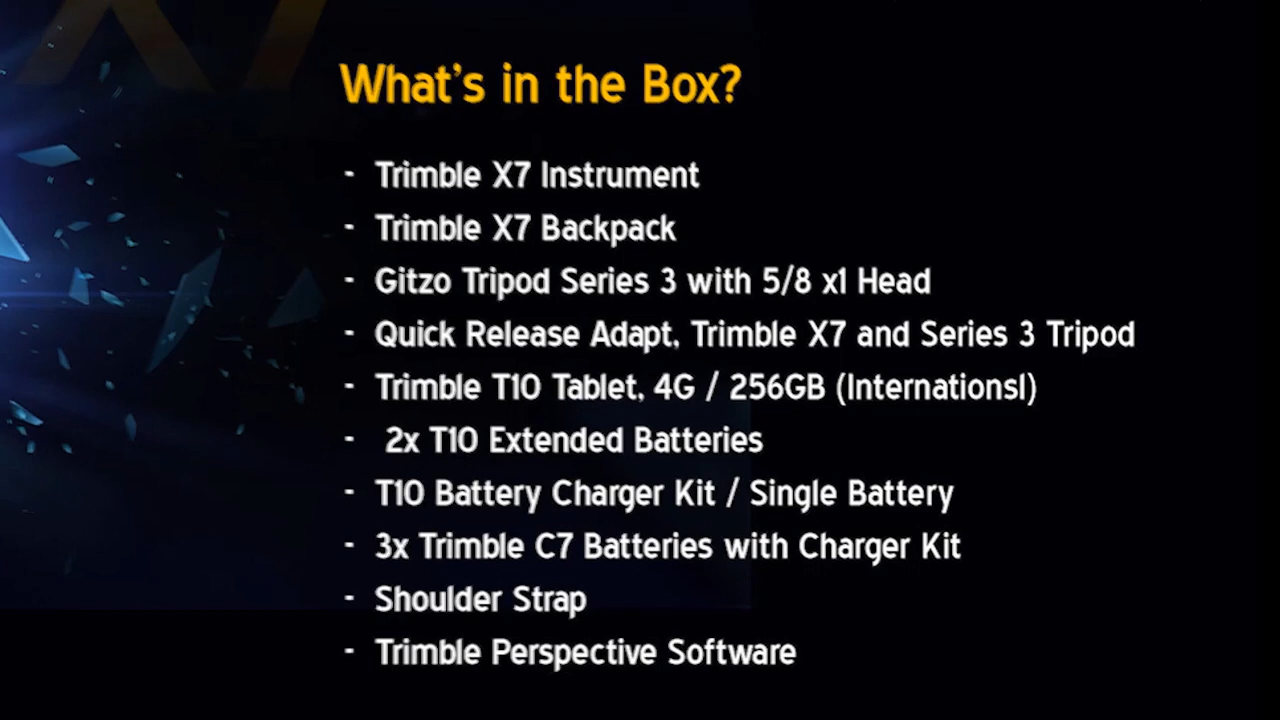 What's in the Box?
- Trimble X7 Instrument
- Trimble X7 Backpack
- Gitzo Tripod Series 3 with 5/8 x1 Head
- Quick Release Adapt, Trimble X7 and Series 3 Tripod
- Trimble T10 Tablet, 4G / 256GB (Internationsl)
- 2x T10 Extended Batteries
- T10 Battery Charger Kit / Single Battery
- 3x Trimble C7 Batteries with Charger Kit
- Shoulder Strap
- Trimble Perspective Software